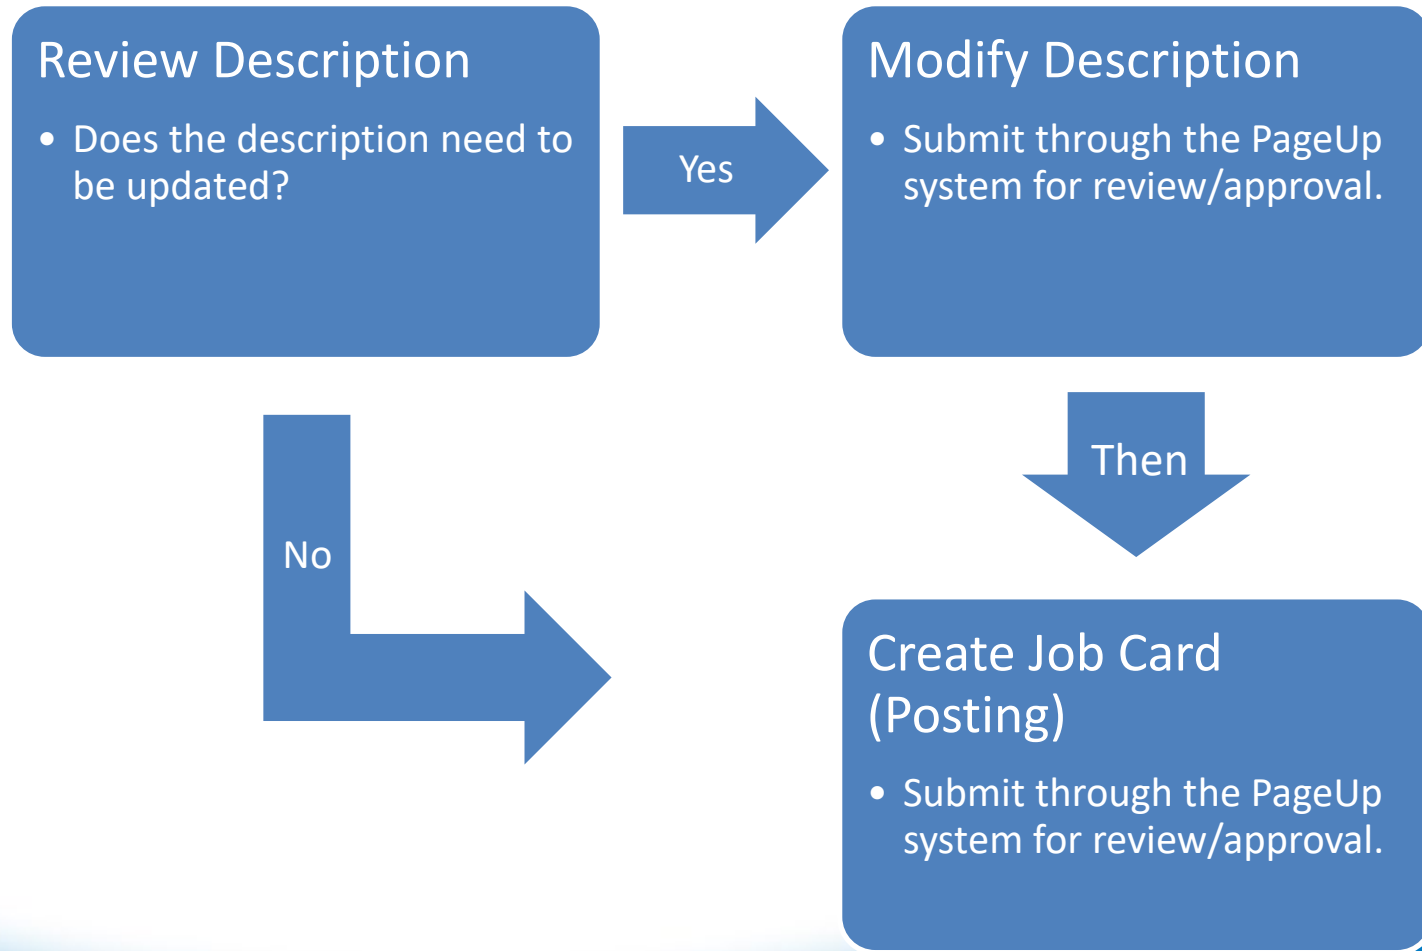 Review Description
• Does the description need to
be updated?
Yes
Modify Description
• Submit through the PageUp
system for review/approval.
Then
No
Create Job Card
(Posting)
• Submit through the PageUp
system for review/approval.